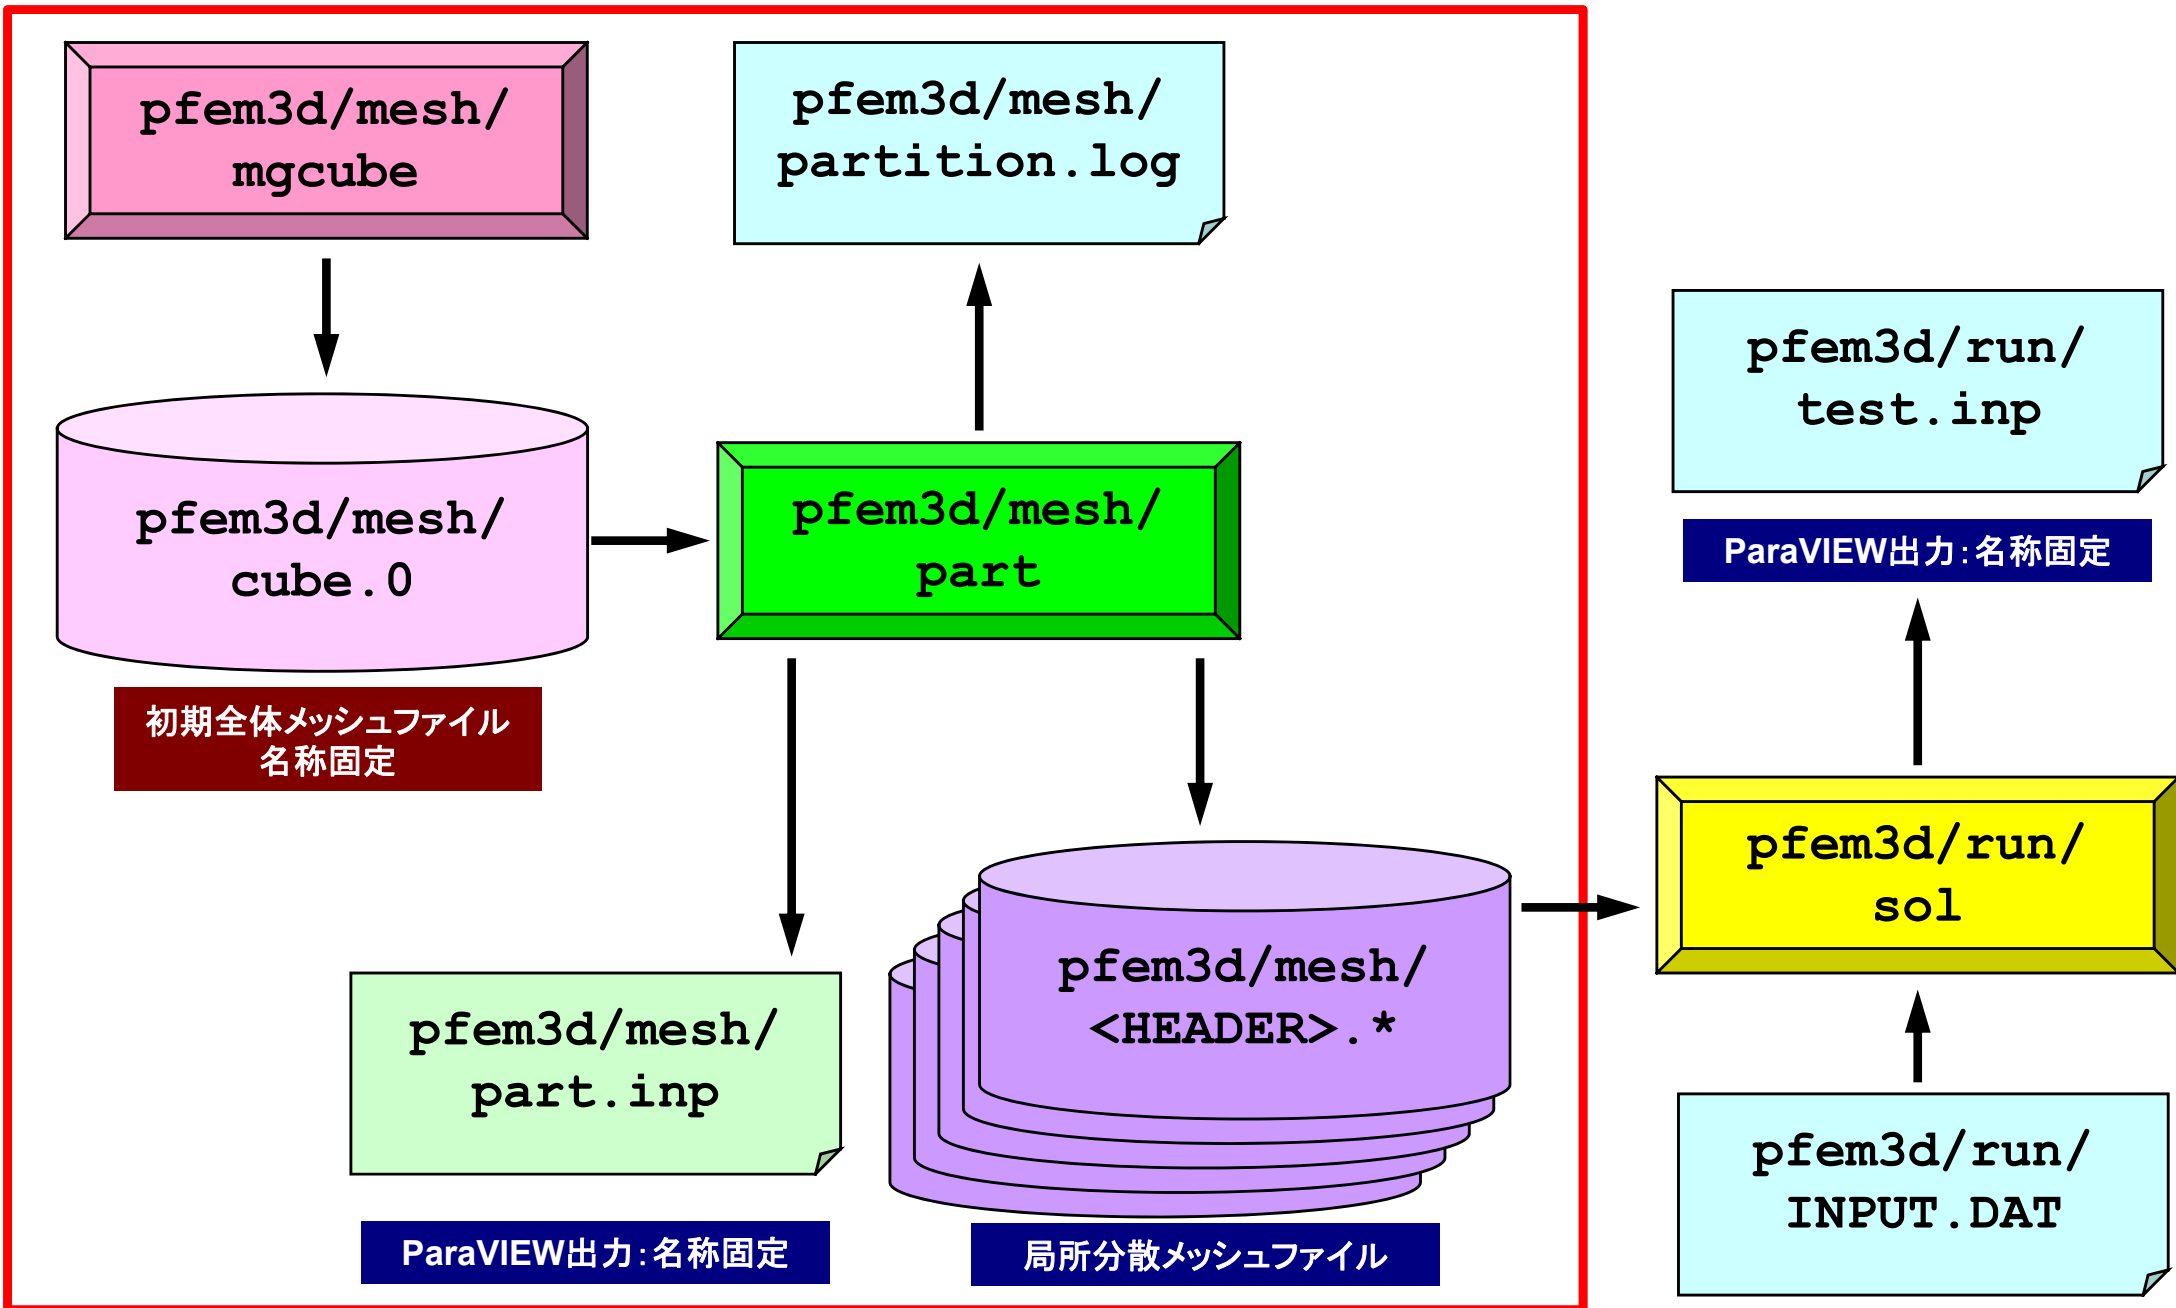 pfem3d/mesh/
mgcube
pfem3d/mesh/
partition.log
pfem3d/run/
test.inp
ParaVIEW出力：名称固定
pfem3d/mesh/
cube.0
初期全体メッシュファイル
名称固定
pfem3d/mesh/
part
pfem3d/run/
sol
pfem3d/mesh/
part.inp
ParaVIEW出力：名称固定
pfem3d/mesh/
<HEADER>.*
局所分散メッシュファイル
pfem3d/run/
INPUT.DAT